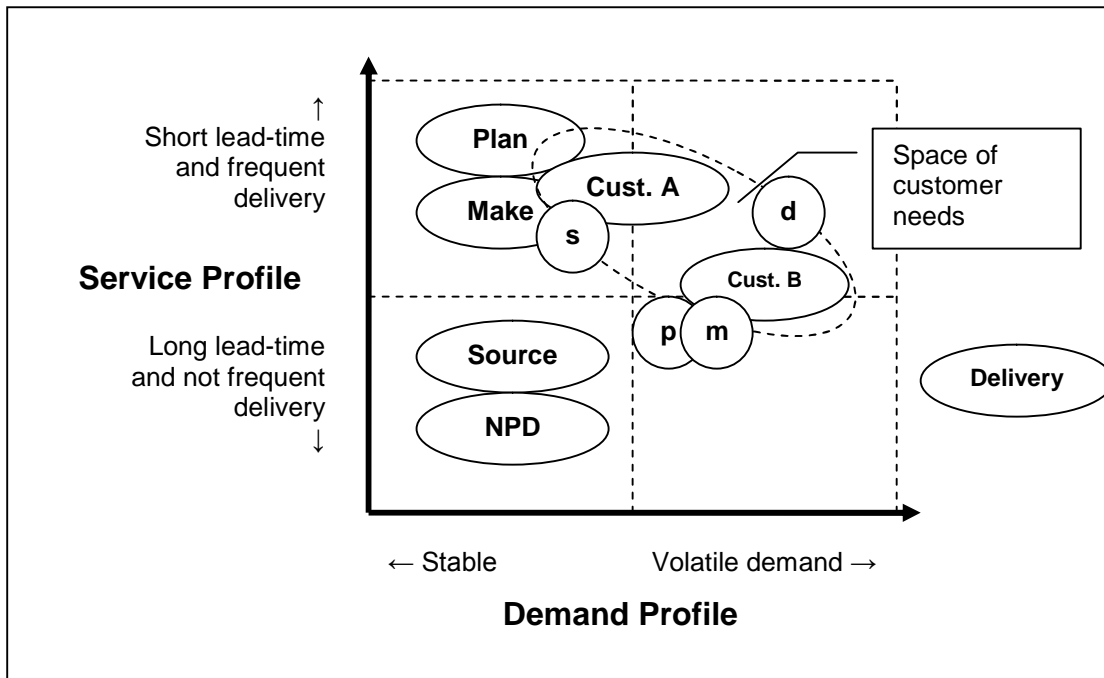 ↑
Short lead-time
and frequent
delivery
Service Profile
Long lead-time
and not frequent
delivery
↓
Plan
Cust. A
Make
s
d
Space of
customer
needs
Cust. B
p
m
Source
NPD
Delivery
← Stable
Volatile demand →
Demand Profile